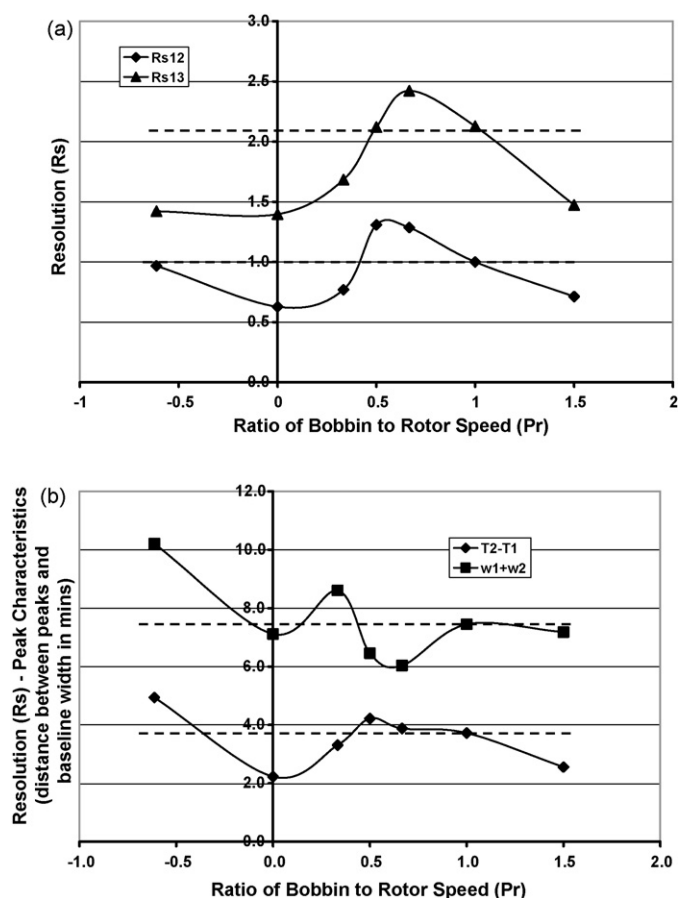 (a)
3.0
2.5
2.0
1.5
1.0
0.5
0.0
Resolution (Rs)
Rs12
Rs13
-1
-0.5
0
0.5
1
1.5
2
Ratio of Bobbin to Rotor Speed (Pr)
(b)
12.0
10.0
8.0
6.0
4.0
2.0
0.0
Resolution (Rs) - Peak Characteristics
(distance between peaks and
baseline width in mins)
T2-T1
w1+w2
-1.0
-0.5
0.0
0.5
1.0
1.5
2.0
Ratio of Bobbin to Rotor Speed (Pr)